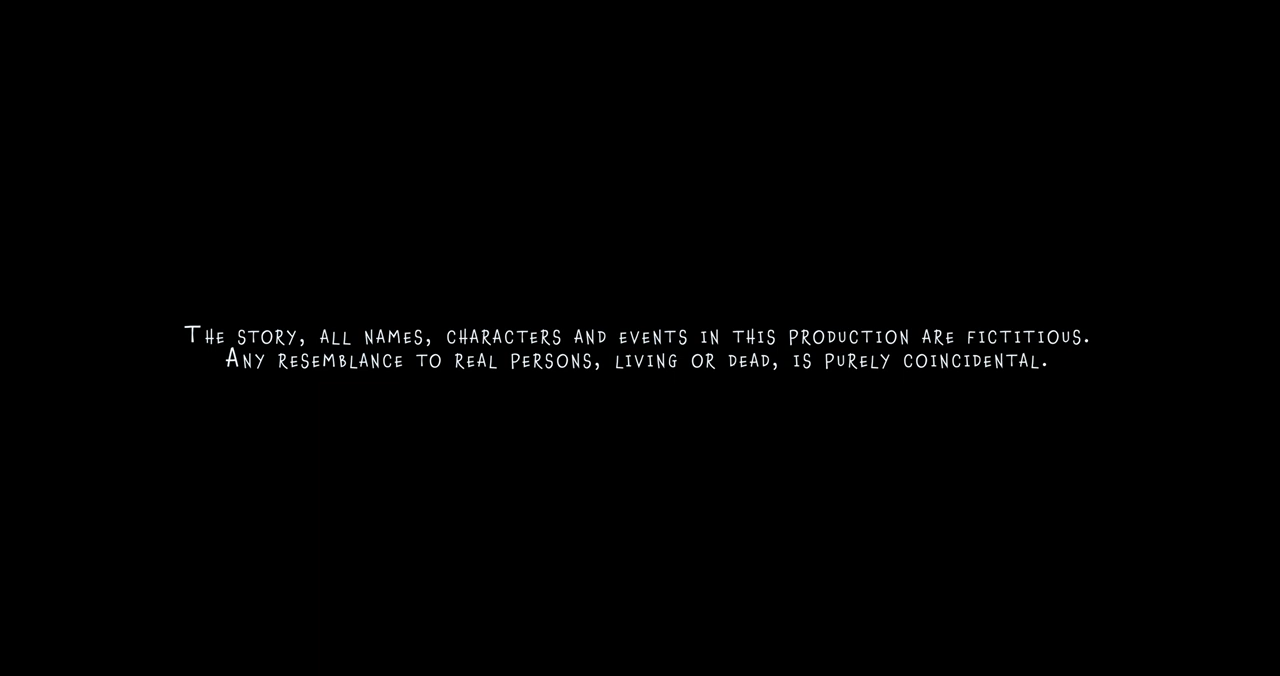 The story, all names, characters and events in this production are fictitious.
Any resemblance to real persons, living or dead, is purely coincidental.